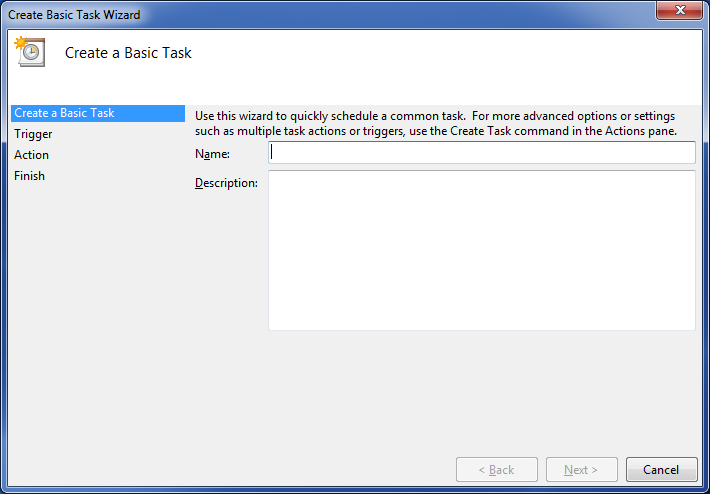 Create Basic Task Wizard
Create a Basic Task
Create a Basic Task
Trigger
Action
Finish
Use this wizard to quickly schedule a common task.  For more advanced options or settings
such as multiple task actions or triggers, use the Create Task command in the Actions pane.
Name:
Description:
< Back
Next >
Cancel